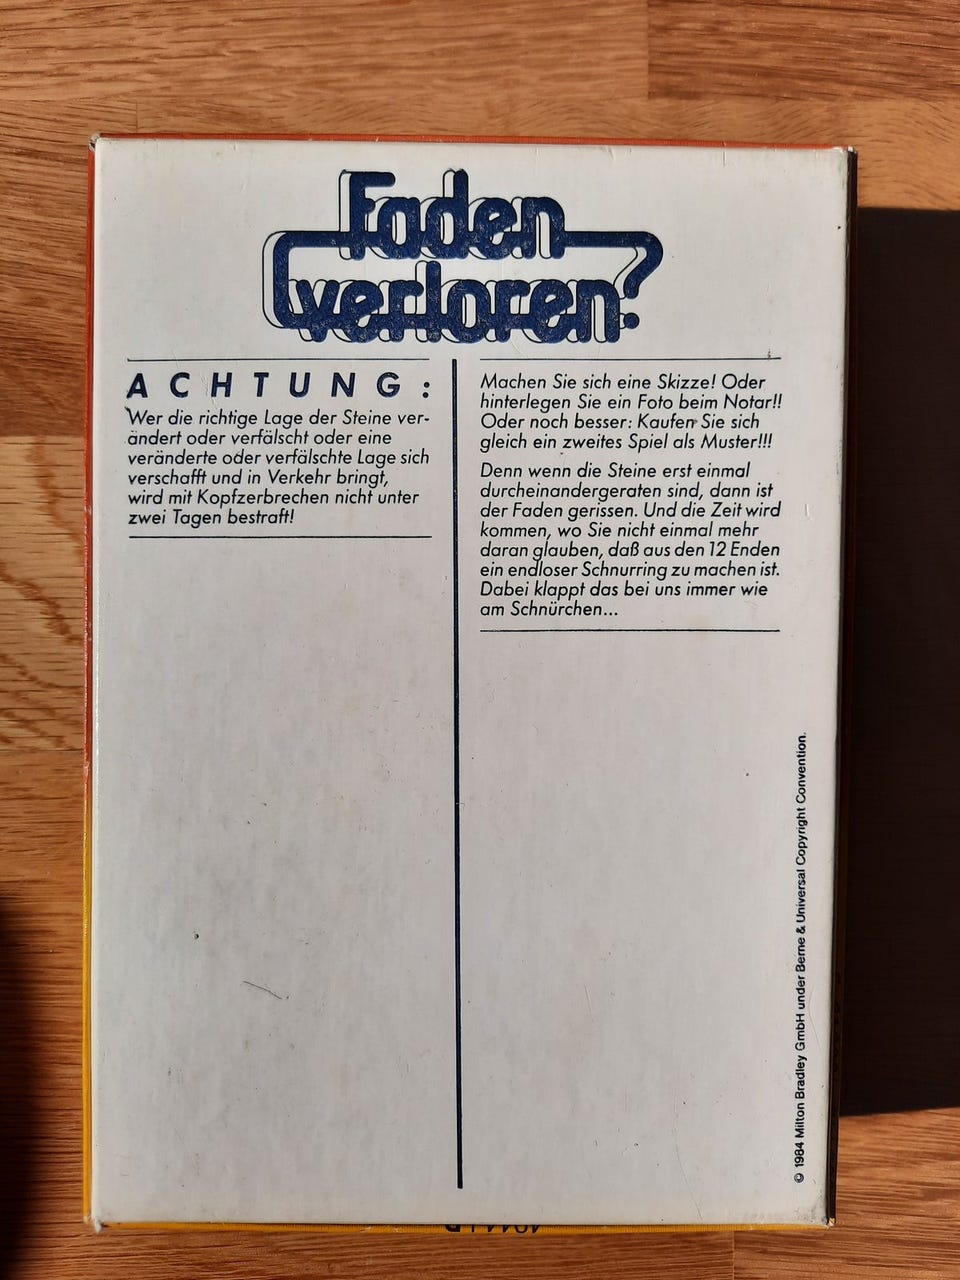 Faden
verloren?
ACHTUNG:
Wer die richtige Lage der Steine ver-
ändert oder verfälscht oder eine
veränderte oder verfälschte Lage sich
verschafft und in Verkehr bringt,
wird mit Kopfzerbrechen nicht unter
zwei Tagen bestraft!
Machen Sie sich eine Skizze! Oder
hinterlegen Sie ein Foto beim Notar!!
Oder noch besser: Kaufen Sie sich
gleich ein zweites Spiel als Muster!!!
Denn wenn die Steine erst einmal
durcheinandergeraten sind, dann ist
der Faden gerissen. Und die Zeit wird
kommen, wo Sie nicht einmal mehr
daran glauben, daß aus den 12 Enden
ein endloser Schnurring zu machen ist.
Dabei klappt das bei uns immer wie
am Schnürchen...
© 1984 Milton Bradley GmbH under Berne & Universal Copyright Convention.